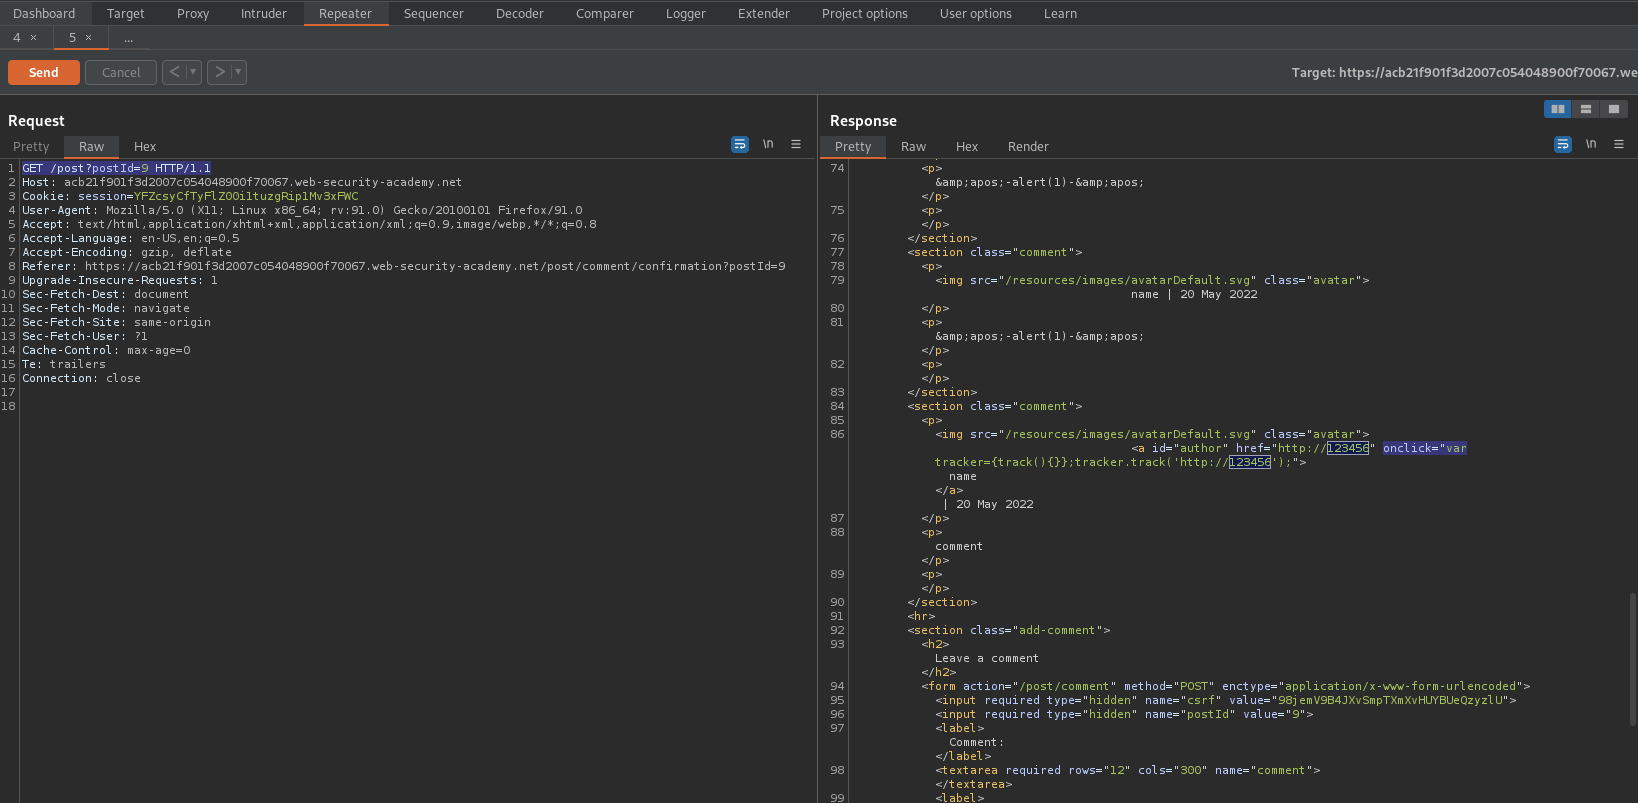 Dashboard Target Proxy Intruder Repeater Sequencer Decoder Comparer Logger Extender Project options User options Learn
4 × 5 × ...
Send Cancel < ▾ > ▾ Target: https://acb21f901f3d2007c054048900f70067.we
Request
Pretty Raw Hex \n
1 GET /post?postId=9 HTTP/1.1
2 Host: acb21f901f3d2007c054048900f70067.web-security-academy.net
3 Cookie: session=YFZcsyCfTyFlZ00i1tuzgRip1Mv3xFWC
4 User-Agent: Mozilla/5.0 (X11; Linux x86_64; rv:91.0) Gecko/20100101 Firefox/91.0
5 Accept: text/html,application/xhtml+xml,application/xml;q=0.9,image/webp,*/*;q=0.8
6 Accept-Language: en-US,en;q=0.5
7 Accept-Encoding: gzip, deflate
8 Referer: https://acb21f901f3d2007c054048900f70067.web-security-academy.net/post/comment/confirmation?postId=9
9 Upgrade-Insecure-Requests: 1
10 Sec-Fetch-Dest: document
11 Sec-Fetch-Mode: navigate
12 Sec-Fetch-Site: same-origin
13 Sec-Fetch-User: ?1
14 Cache-Control: max-age=0
15 Te: trailers
16 Connection: close
17
18
Response
Pretty Raw Hex Render \n
74 <p>
&amp;apos;-alert(1)-&amp;apos;
</p>
75 <p>
</p>
76 </section>
77 <section class="comment">
78 <p>
79 <img src="/resources/images/avatarDefault.svg" class="avatar">
name | 20 May 2022
80 </p>
81 <p>
&amp;apos;-alert(1)-&amp;apos;
</p>
82 <p>
</p>
83 </section>
84 <section class="comment">
85 <p>
86 <img src="/resources/images/avatarDefault.svg" class="avatar">
<a id="author" href="http://123456" onclick="var
tracker={track(){}};tracker.track('http://123456');">
name
</a>
| 20 May 2022
87 </p>
88 <p>
comment
</p>
89 <p>
</p>
90 </section>
91 <hr>
92 <section class="add-comment">
93 <h2>
Leave a comment
</h2>
94 <form action="/post/comment" method="POST" enctype="application/x-www-form-urlencoded">
95 <input required type="hidden" name="csrf" value="98jemV9B4JXvSmpTXmXvHUYBUeQzyzlU">
96 <input required type="hidden" name="postId" value="9">
97 <label>
Comment:
</label>
98 <textarea required rows="12" cols="300" name="comment">
</textarea>
99 <label>